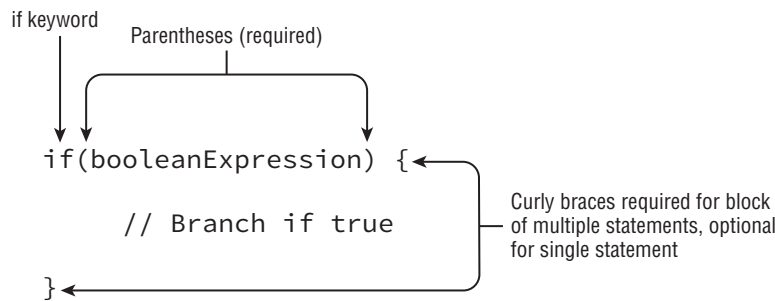 if keyword
Parentheses (required)
if(booleanExpression) {
// Branch if true
Curly braces required for block
of multiple statements, optional
for single statement
}